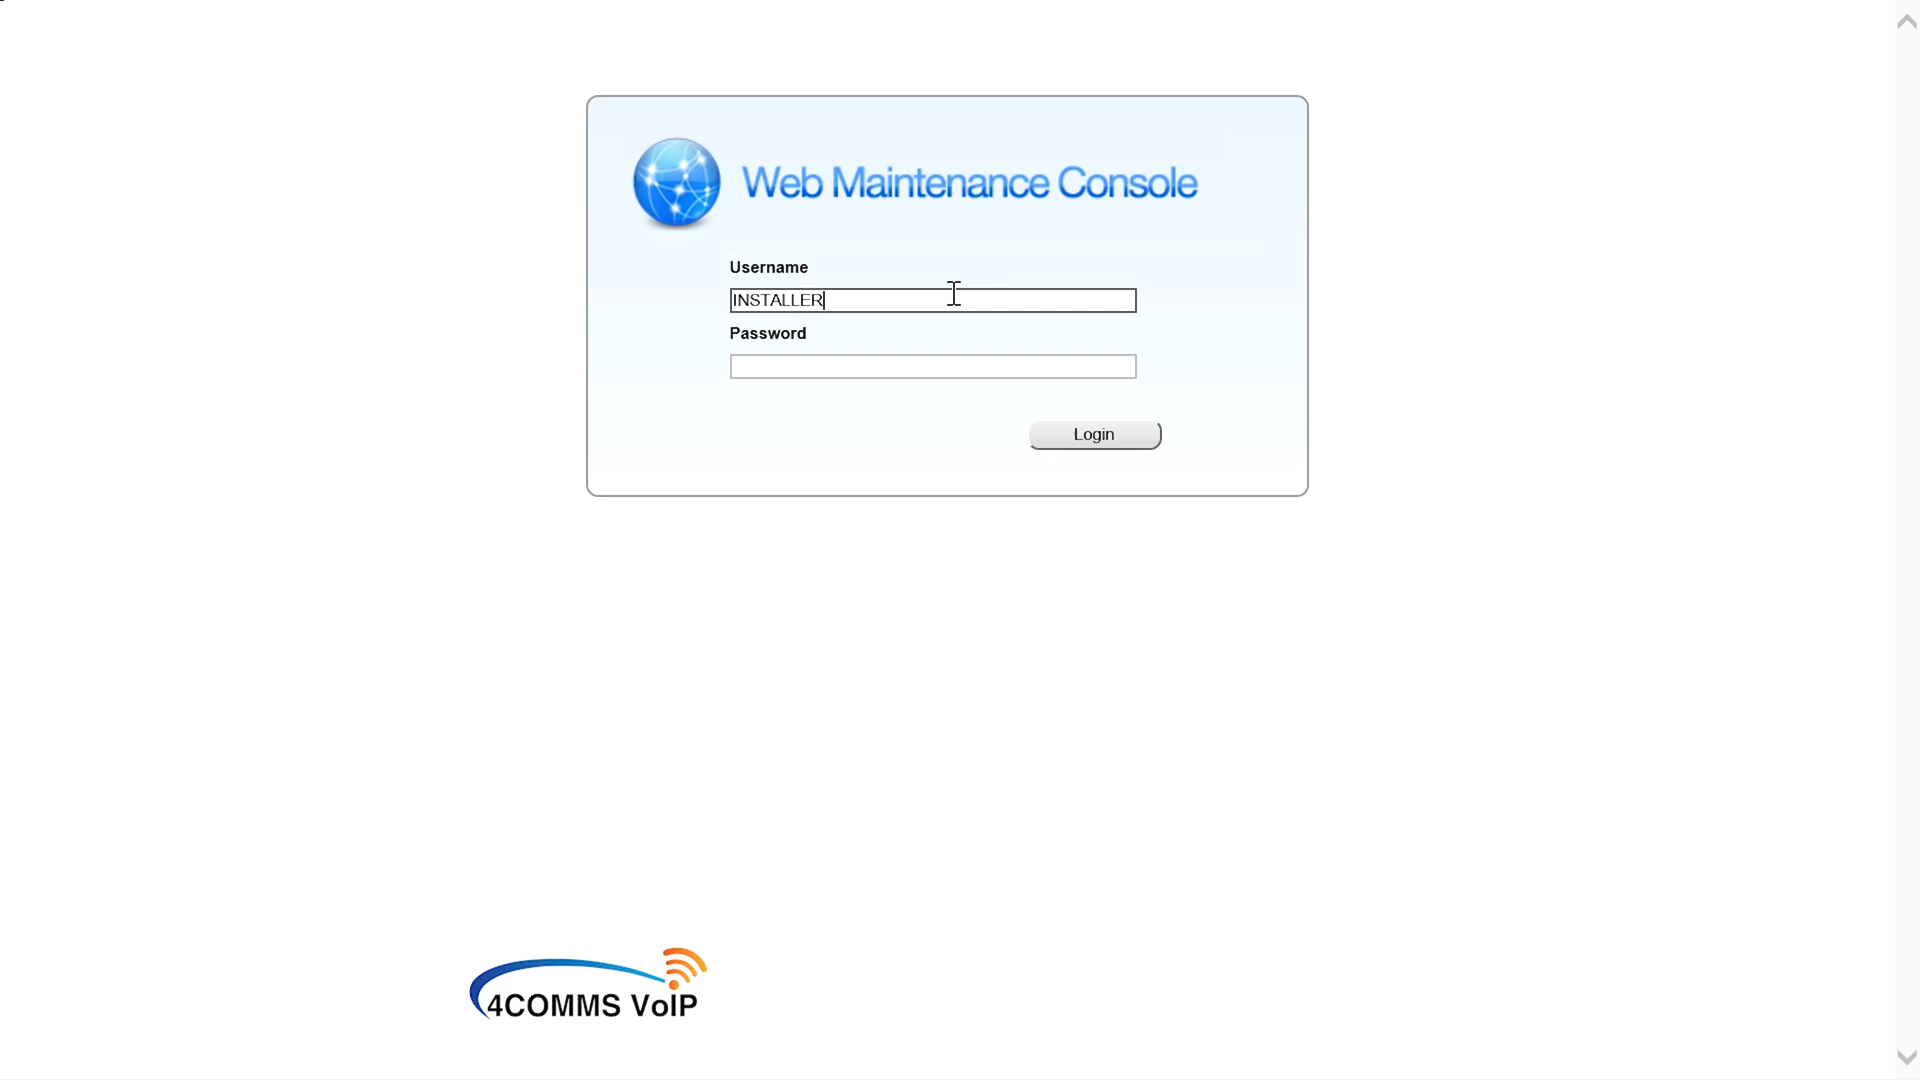 Web Maintenance Console
Username
INSTALLER
Password
Login
4COMMS VoIP